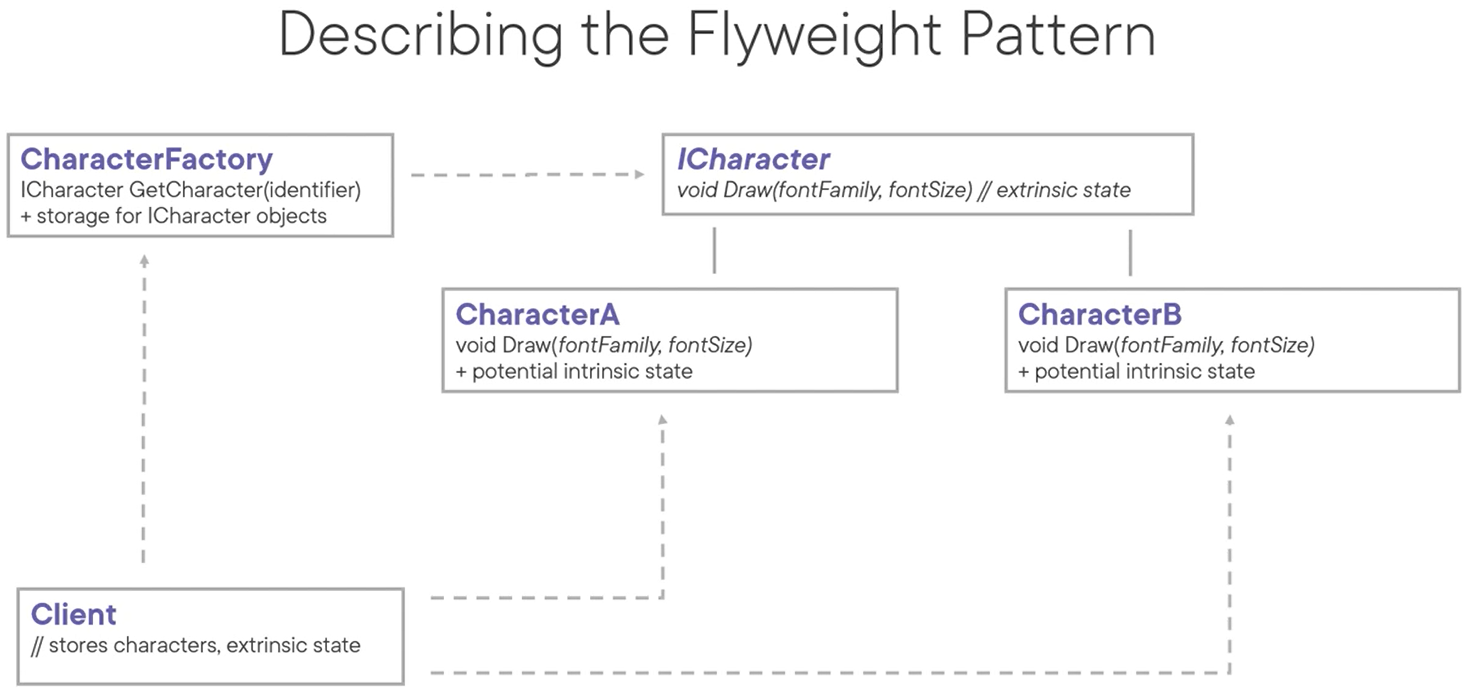 Describing the Flyweight Pattern
CharacterFactory
ICharacter GetCharacter(identifier)
+ storage for ICharacter objects
ICharacter
void Draw(fontFamily, fontSize) // extrinsic state
CharacterA
void Draw(fontFamily, fontSize)
+ potential intrinsic state
CharacterB
void Draw(fontFamily, fontSize)
+ potential intrinsic state
Client
// stores characters, extrinsic state